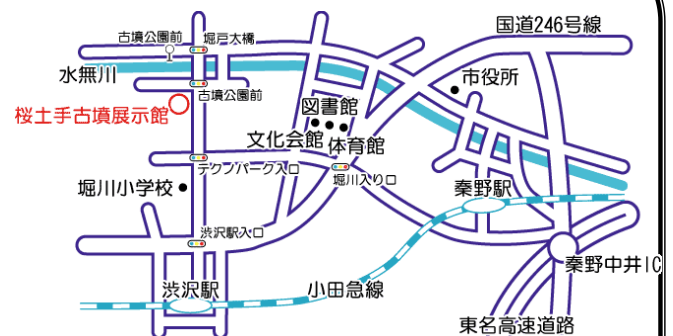 国道246号線
古墳公園前
堀戸大橋
水無川
市役所
古墳公園前
桜土手古墳展示館
図書館
文化会館
体育館
テクノパーク入口
堀川入り口
堀川小学校
秦野駅
渋沢駅入口
秦野中井IC
渋沢駅
小田急線
東名高速道路